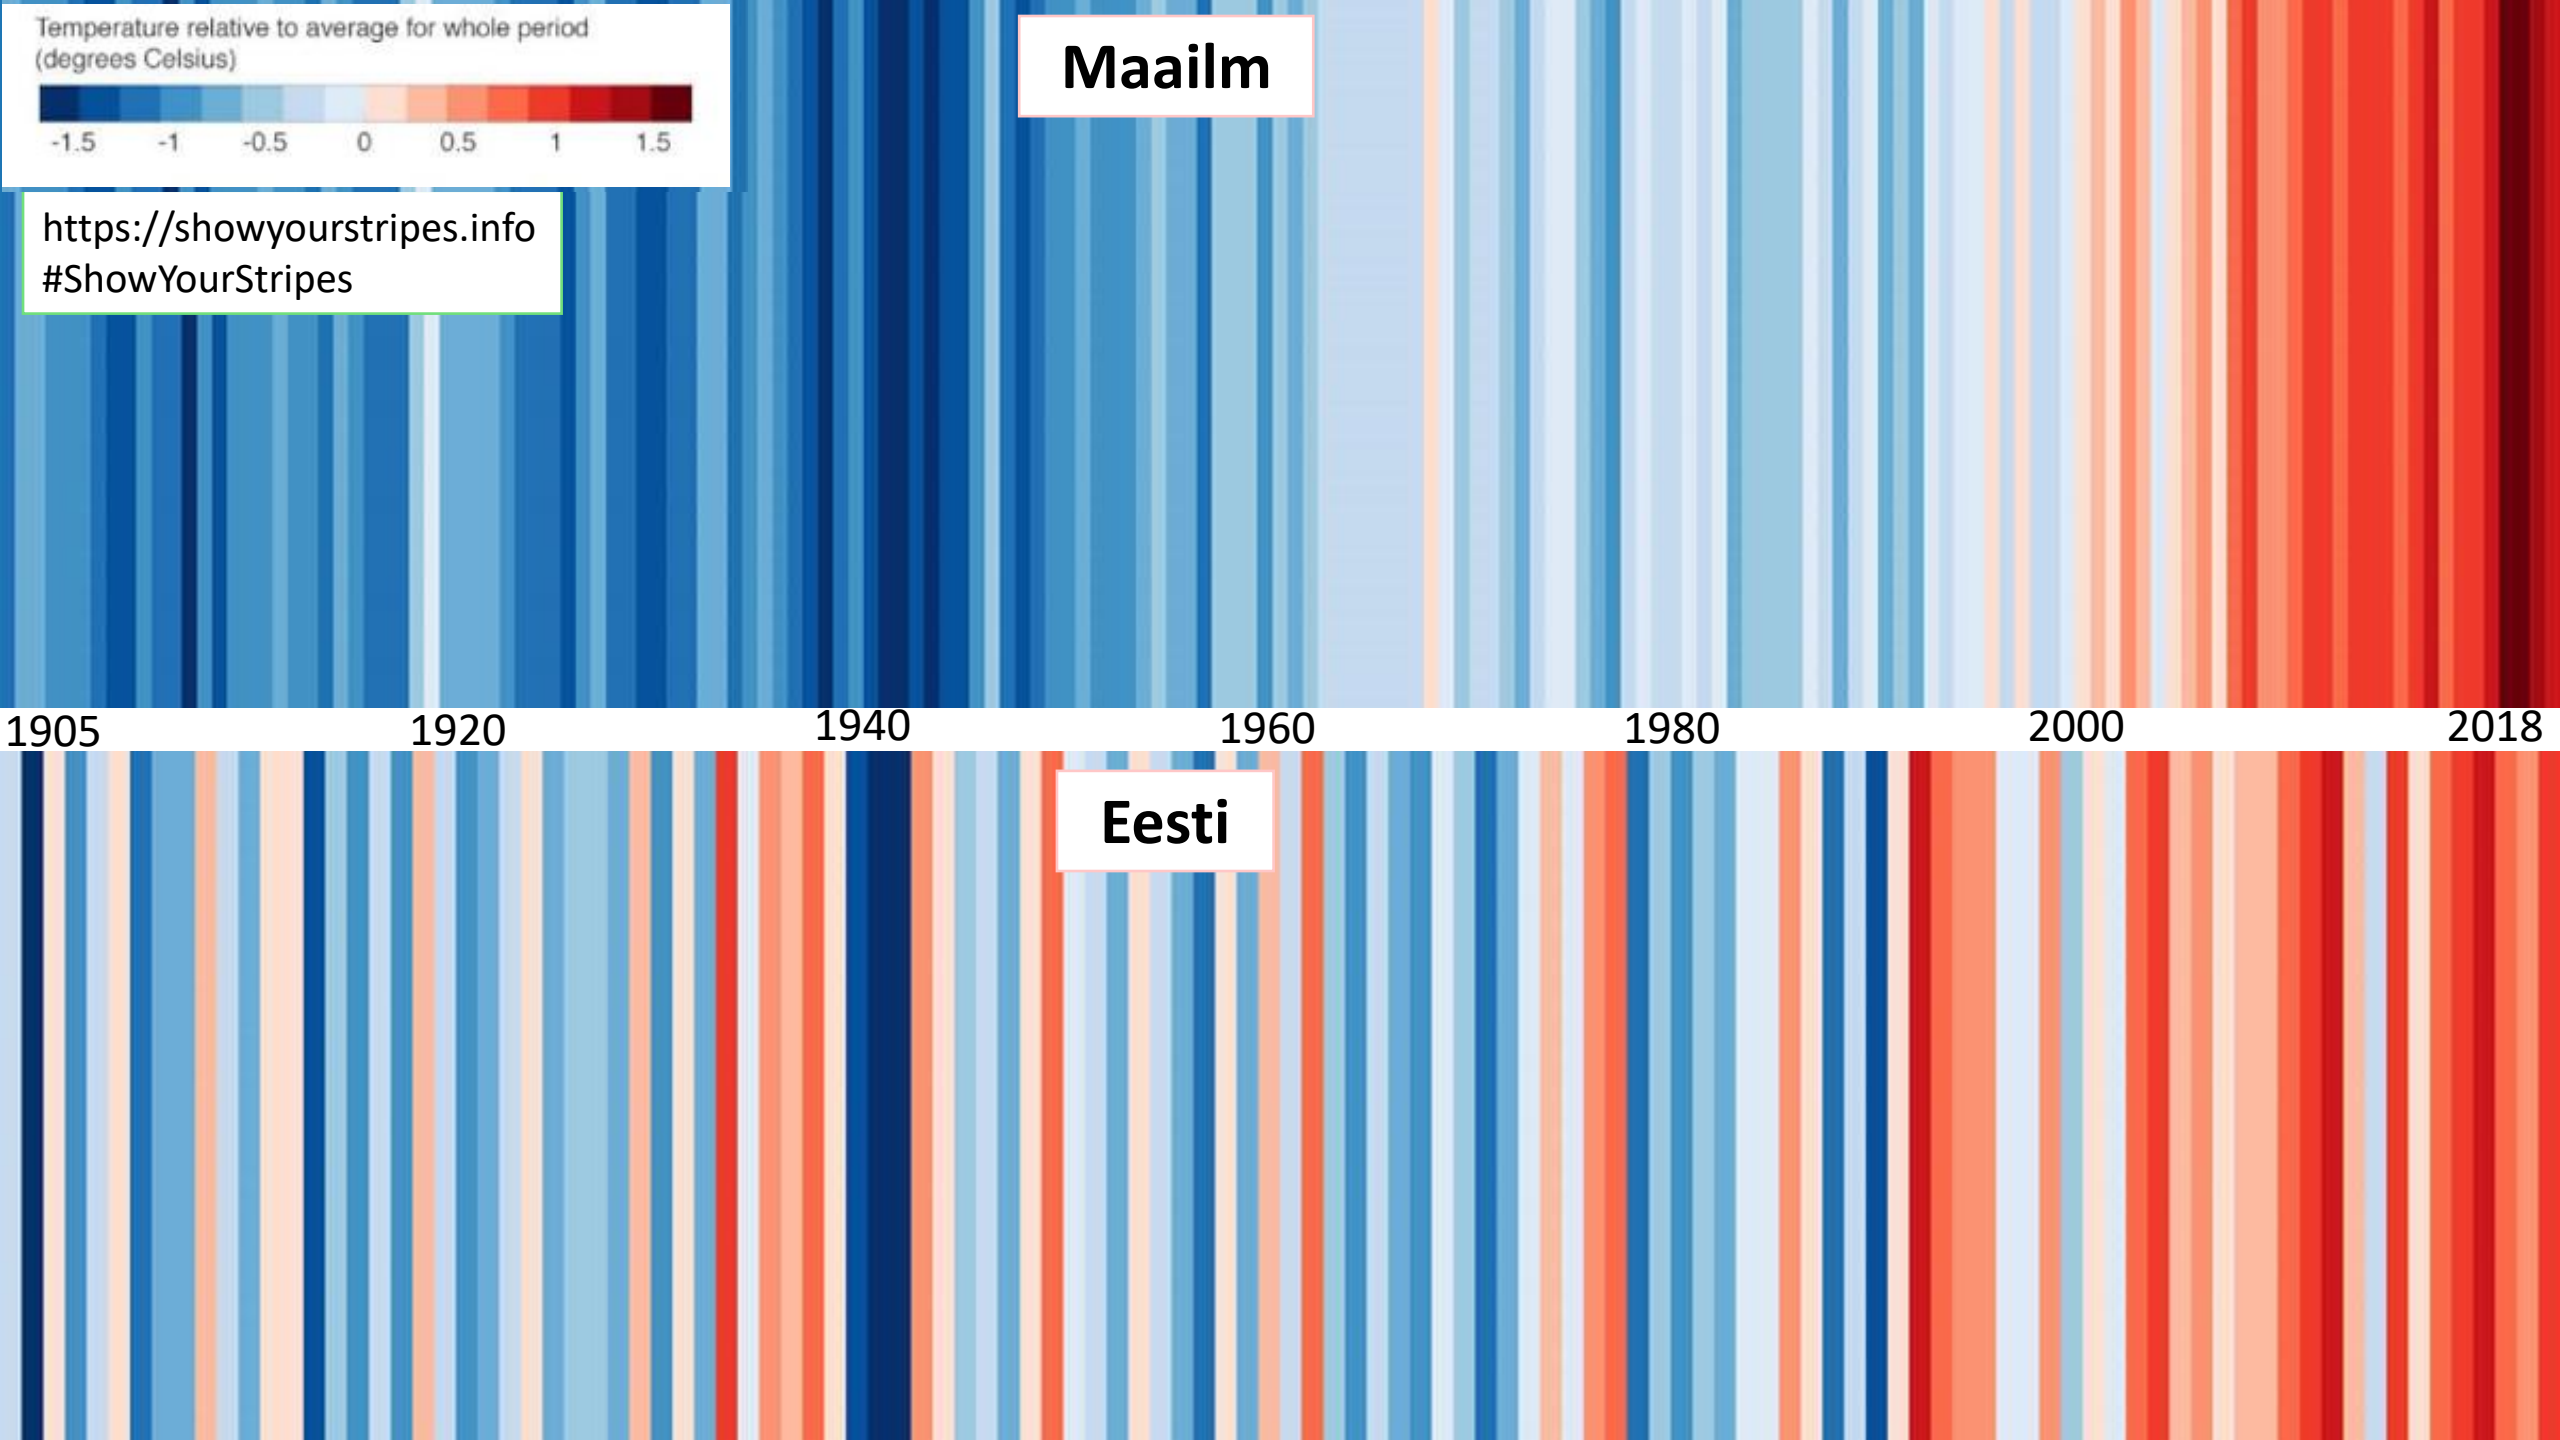 Temperature relative to average for whole period
(degrees Celsius)
-1.5 -1 -0.5 0 0.5 1 1.5
Maailm
https://showyourstripes.info
#ShowYourStripes
1905 1920 1940 1960 1980 2000 2018
Eesti